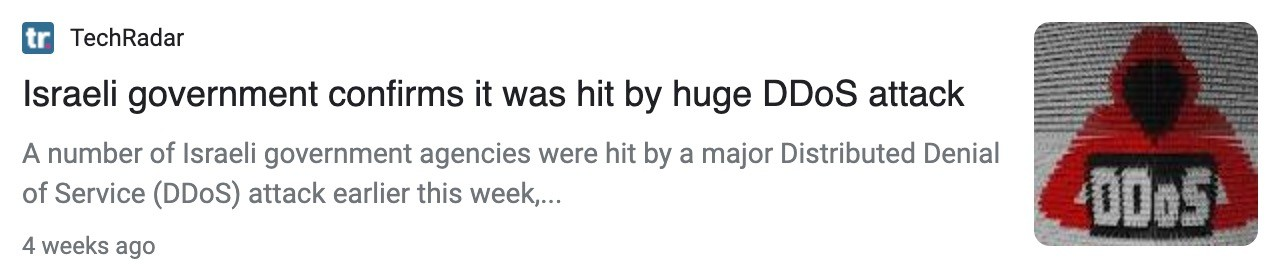 tr.
TechRadar
Israeli government confirms it was hit by huge DDoS attack
A number of Israeli government agencies were hit by a major Distributed Denial
of Service (DDoS) attack earlier this week,...
4 weeks ago
DDoS